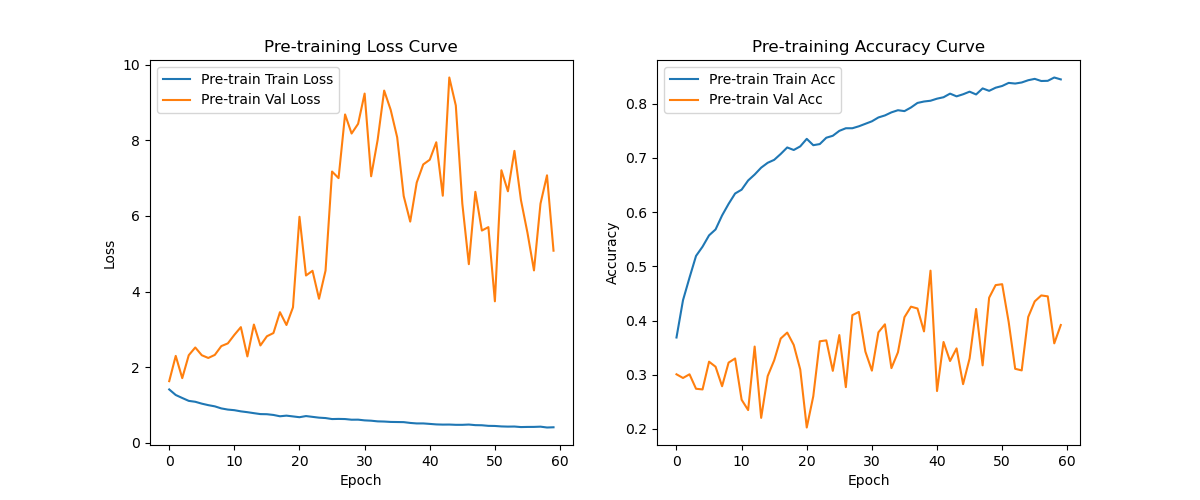 Pre-training Loss Curve
Pre-train Train Loss
Pre-train Val Loss
10
8
6
4
2
0
Loss
0 10 20 30 40 50 60
Epoch
Pre-training Accuracy Curve
Pre-train Train Acc
Pre-train Val Acc
0.8
0.7
0.6
0.5
0.4
0.3
0.2
Accuracy
0 10 20 30 40 50 60
Epoch